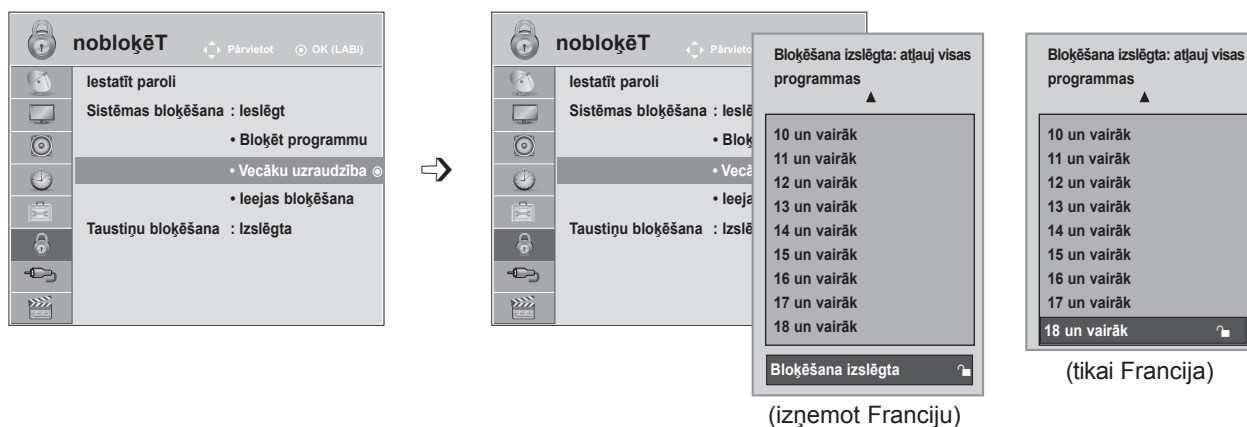 nobloķēT Pārvietot OK (LABI)
Iestatīt paroli
Sistēmas bloķēšana : Ieslēgt
• Bloķēt programmu
• Vecāku uzraudzība
• Ieejas bloķēšana
Taustiņu bloķēšana : Izslēgta
nobloķēT Pārvieto
Iestatīt paroli
Sistēmas bloķēšana : Ieslē
• Blok
• Vecā
• Ieeja
Taustiņu bloķēšana : Izslē
Bloķēšana izslēgta: atļauj visas
programmas
10 un vairāk
11 un vairāk
12 un vairāk
13 un vairāk
14 un vairāk
15 un vairāk
16 un vairāk
17 un vairāk
18 un vairāk
Bloķēšana izslēgta
(izņemot Franciju)
Bloķēšana izslēgta: atļauj visas
programmas
10 un vairāk
11 un vairāk
12 un vairāk
13 un vairāk
14 un vairāk
15 un vairāk
16 un vairāk
17 un vairāk
18 un vairāk
(tikai Francija)